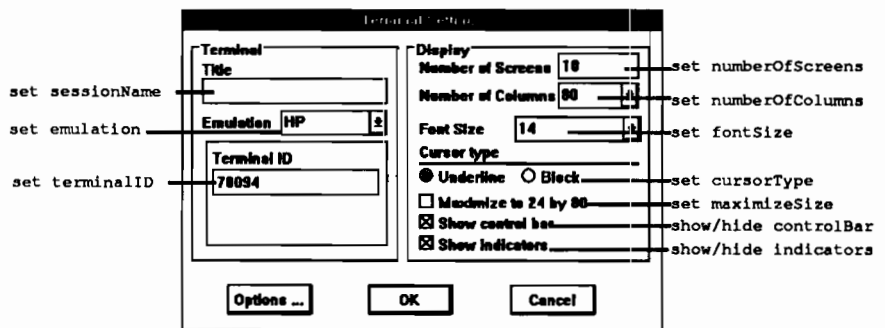 Terminal Settings
Terminal
Title
set sessionName
Emulation HP
set emulation
Terminal ID
set terminalID
70094
Display
Number of Screens 10
set numberOfScreens
Number of Columns 80
set numberOfColumns
Font Size 14
set fontSize
Cursor type
Underline Block
set cursorType
Maximize to 24 by 80
set maximizeSize
Show control bar
show/hide controlBar
Show indicators
show/hide indicators
Options ...
OK
Cancel